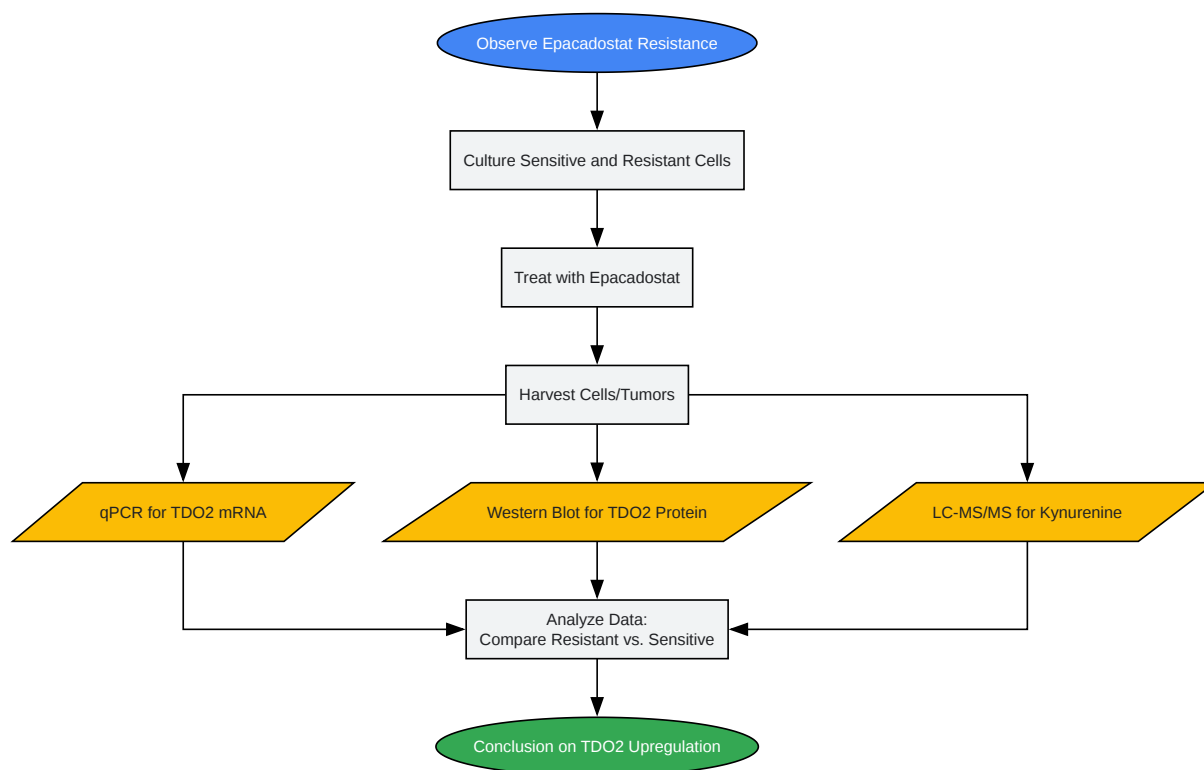 Observe Epacadostat Resistance
Culture Sensitive and Resistant Cells
Treat with Epacadostat
Harvest Cells/Tumors
qPCR for TDO2 mRNA
Western Blot for TDO2 Protein
LC-MS/MS for Kynurenine
Analyze Data:
Compare Resistant vs. Sensitive
Conclusion on TDO2 Upregulation